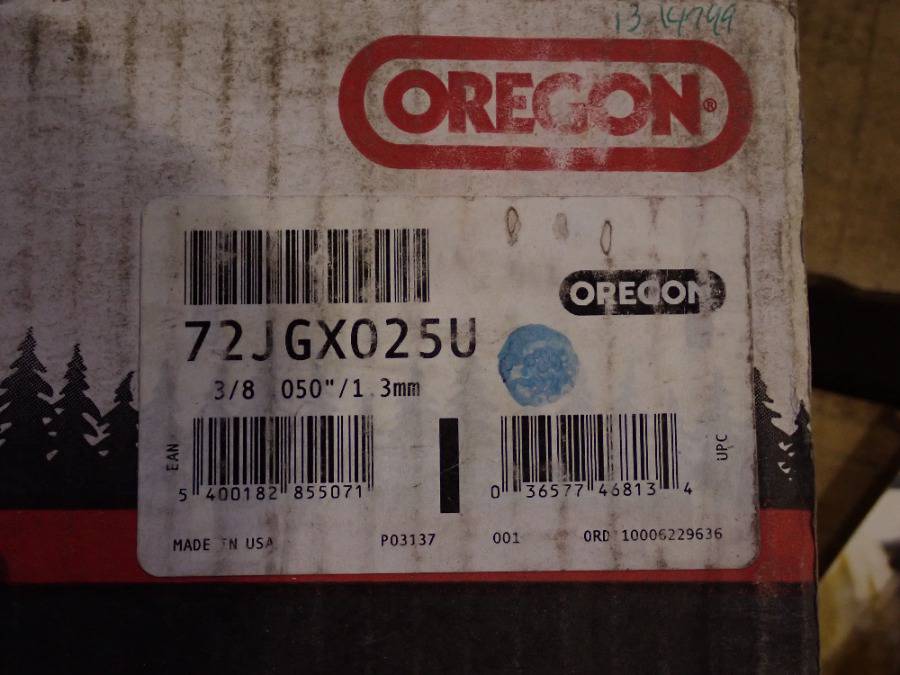 13 14799
OREGON®
OREGON
72JGX025U
3/8 .050"/1.3mm
EAN
5 400182 855071
UPC
0 36577 46813 4
MADE IN USA P03137 001 ORD 10006229636